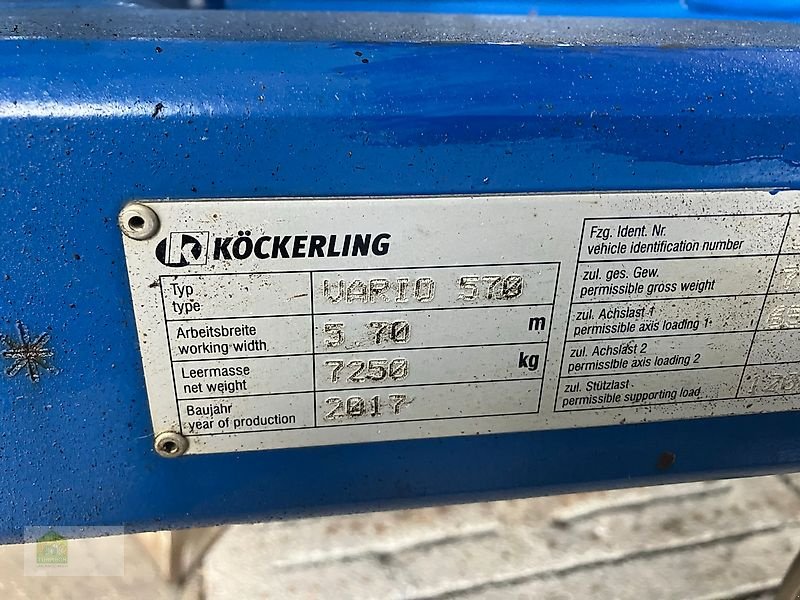 KÖCKERLING
Typ
type
VARIO 570
Arbeitsbreite
working width
5.70 m
Leermasse
net weight
7250 kg
Baujahr
year of production
2017
Fzg. Ident. Nr.
vehicle identification number
zul. ges. Gew.
permissible gross weight
zul. Achslast 1
permissible axis loading 1
zul. Achslast 2
permissible axis loading 2
zul. Stützlast
permissible supporting load